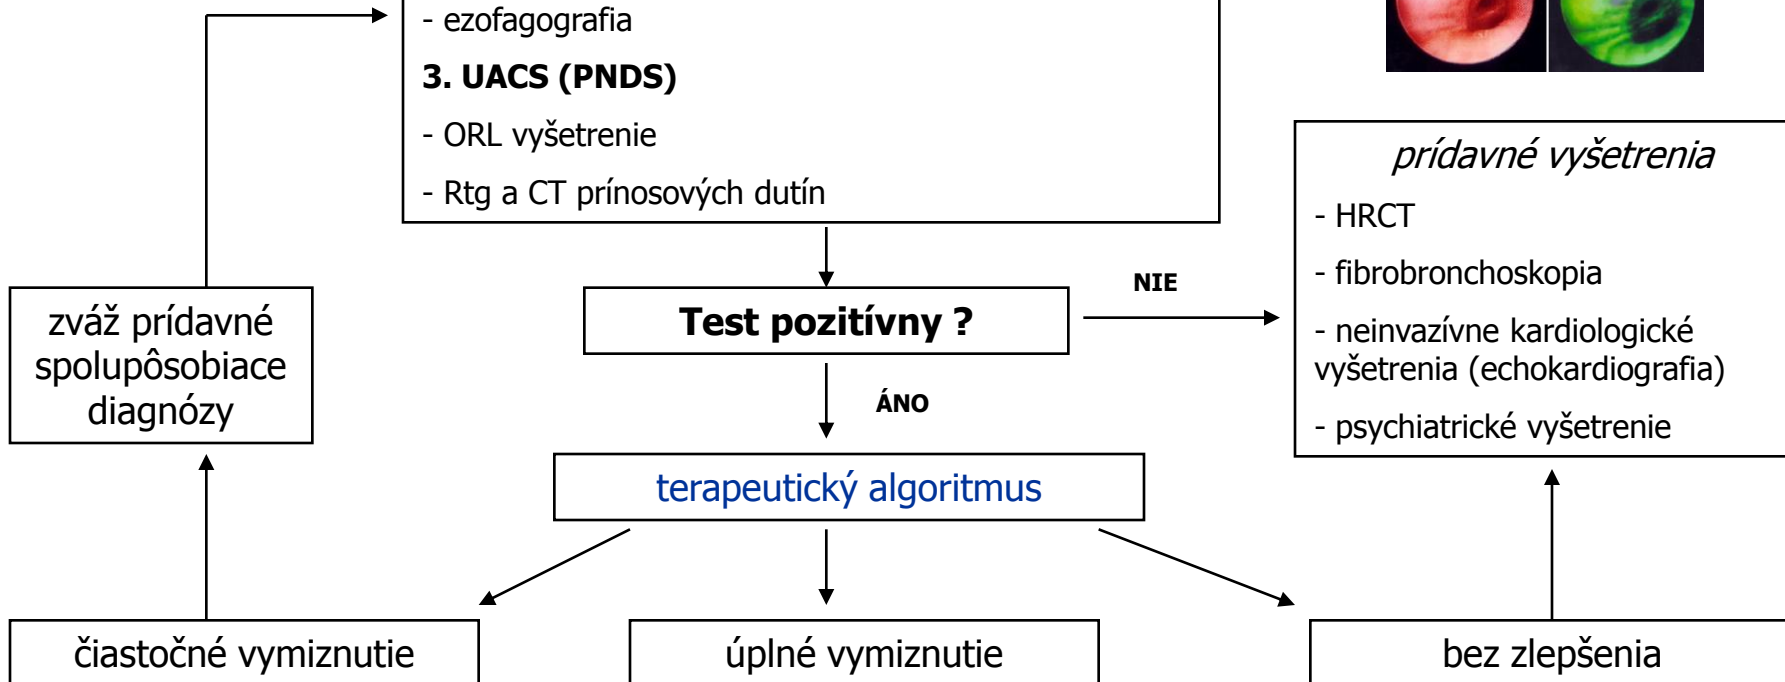 - ezofagografia
3. UACS (PNDS)
- ORL vyšetrenie
- Rtg a CT prínosových dutín
prídavné vyšetrenia
- HRCT
- fibrobronchoskopia
- neinvazívne kardiologické
vyšetrenia (echokardiografia)
- psychiatrické vyšetrenie
NIE
zváž prídavné
spolupôsobiace
diagnózy
Test pozitívny ?
ÁNO
terapeutický algoritmus
čiastočné vymiznutie
úplné vymiznutie
bez zlepšenia